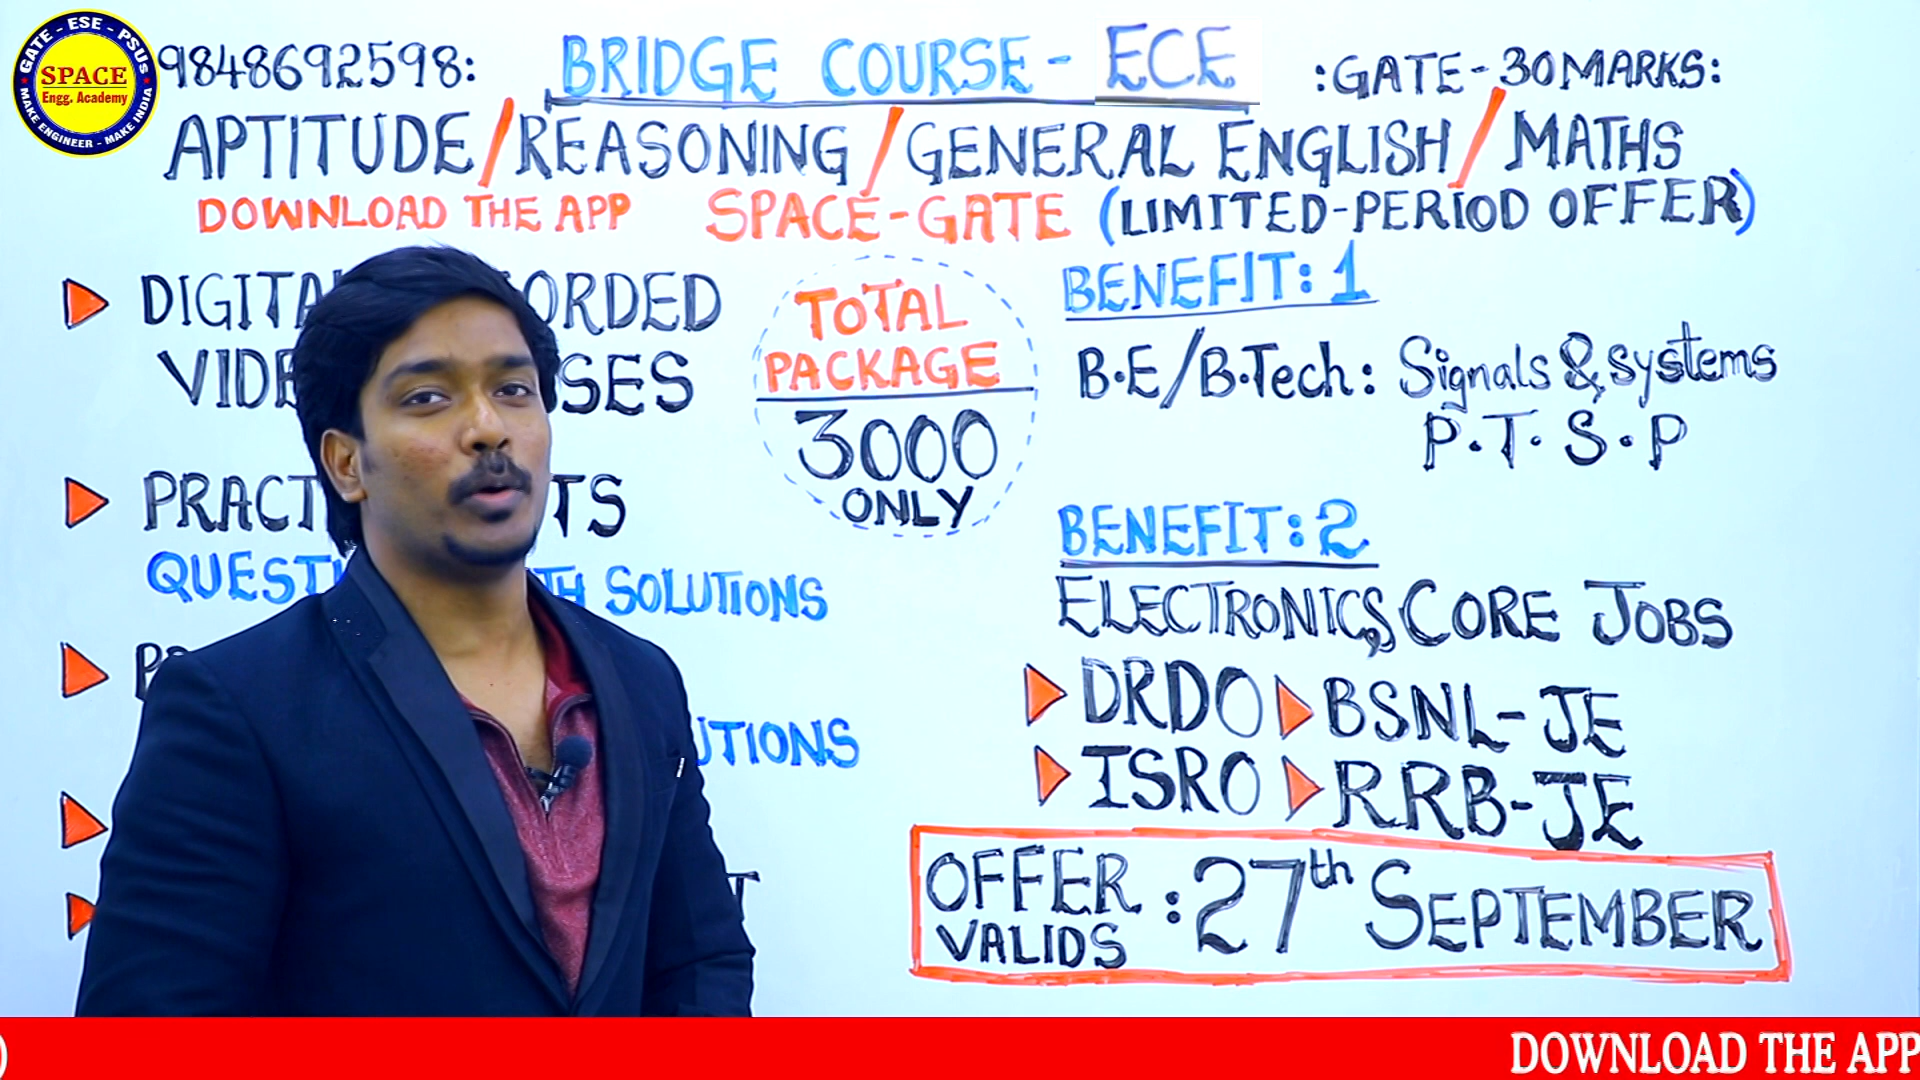 GATE - ESE - PSUs
SPACE
Engg. Academy
MAKE ENGINEER - MAKE INDIA
9848692598:
BRIDGE COURSE - ECE
:GATE-30MARKS:
APTITUDE/REASONING/GENERAL ENGLISH/MATHS
DOWNLOAD THE APP SPACE-GATE (LIMITED-PERIOD OFFER)
TOTAL
PACKAGE
3000
ONLY
BENEFIT:1
B.E/B.Tech: Signals & systems
P.T.S.P
SOLUTIONS
BENEFIT:2
ELECTRONICS, CORE JOBS
DRDO BSNL-JE
ISRO RRB-JE
OFFER
VALIDS : 27th SEPTEMBER
)
DOWNLOAD THE APP